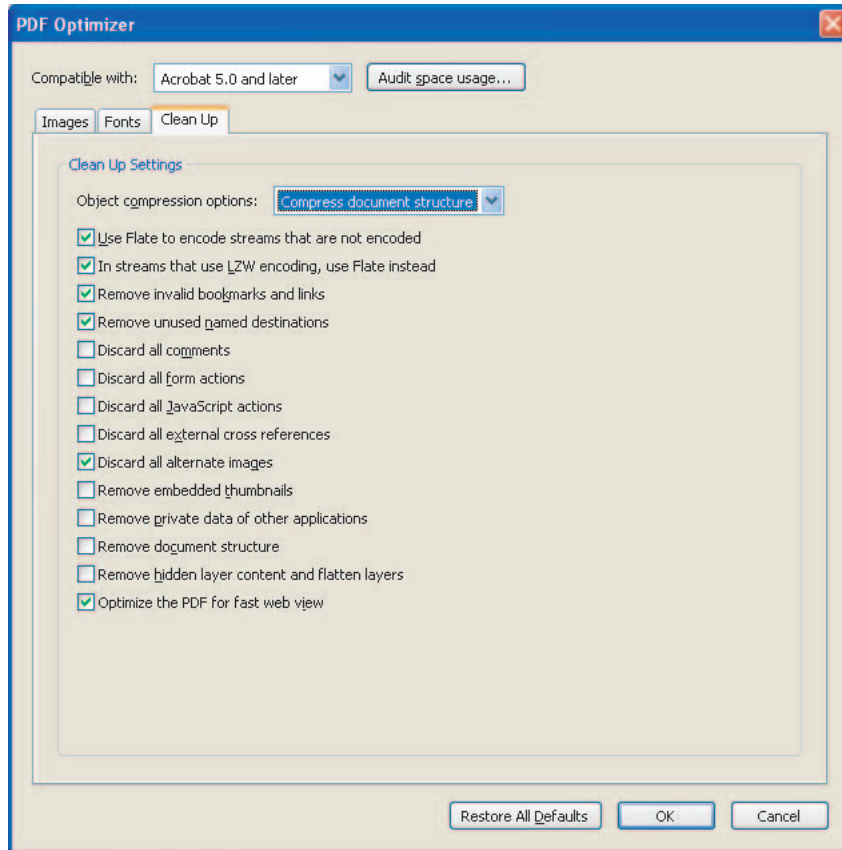 PDF Optimizer
Compatible with: Acrobat 5.0 and later Audit space usage...
Images Fonts Clean Up
Clean Up Settings
Object compression options: Compress document structure
Use Flate to encode streams that are not encoded
In streams that use LZW encoding, use Flate instead
Remove invalid bookmarks and links
Remove unused named destinations
Discard all comments
Discard all form actions
Discard all JavaScript actions
Discard all external cross references
Discard all alternate images
Remove embedded thumbnails
Remove private data of other applications
Remove document structure
Remove hidden layer content and flatten layers
Optimize the PDF for fast web view
Restore All Defaults OK Cancel